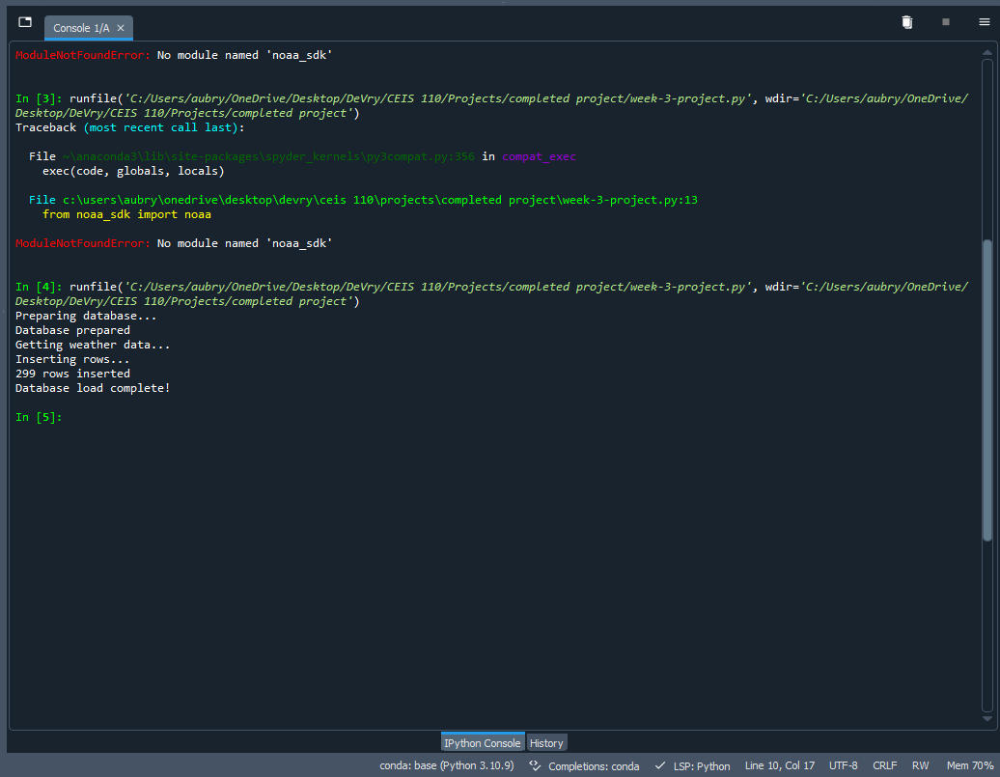 Console 1/A ×
ModuleNotFoundError: No module named 'noaa_sdk'
In [3]: runfile('C:/Users/aubry/OneDrive/Desktop/DeVry/CEIS 110/Projects/completed project/week-3-project.py', wdir='C:/Users/aubry/OneDrive/
Desktop/DeVry/CEIS 110/Projects/completed project')
Traceback (most recent call last):
File ~\anaconda3\lib\site-packages\spyder_kernels\py3compat.py:356 in compat_exec
exec(code, globals, locals)
File c:\users\aubry\onedrive\desktop\devry\ceis 110\projects\completed project\week-3-project.py:13
from noaa_sdk import noaa
ModuleNotFoundError: No module named 'noaa_sdk'
In [4]: runfile('C:/Users/aubry/OneDrive/Desktop/DeVry/CEIS 110/Projects/completed project/week-3-project.py', wdir='C:/Users/aubry/OneDrive/
Desktop/DeVry/CEIS 110/Projects/completed project')
Preparing database...
Database prepared
Getting weather data...
Inserting rows...
299 rows inserted
Database load complete!
In [5]:
IPython Console History
conda: base (Python 3.10.9) Completions: conda ✓ LSP: Python Line 10, Col 17 UTF-8 CRLF RW Mem 70%